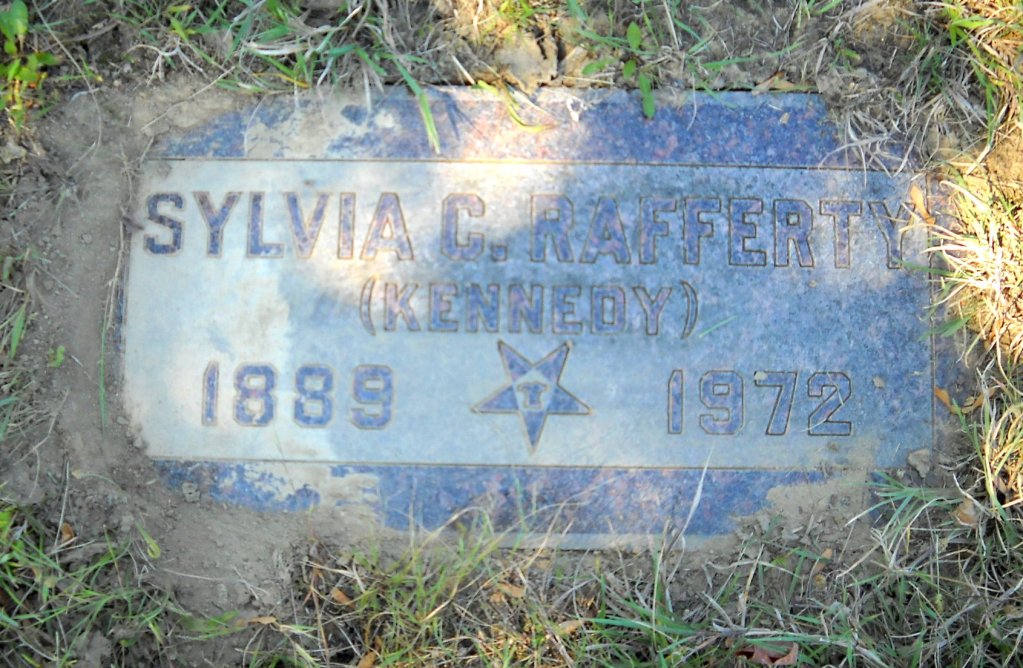 SYLVIA C. RAFFERTY
(KENNEDY)
1889 1972